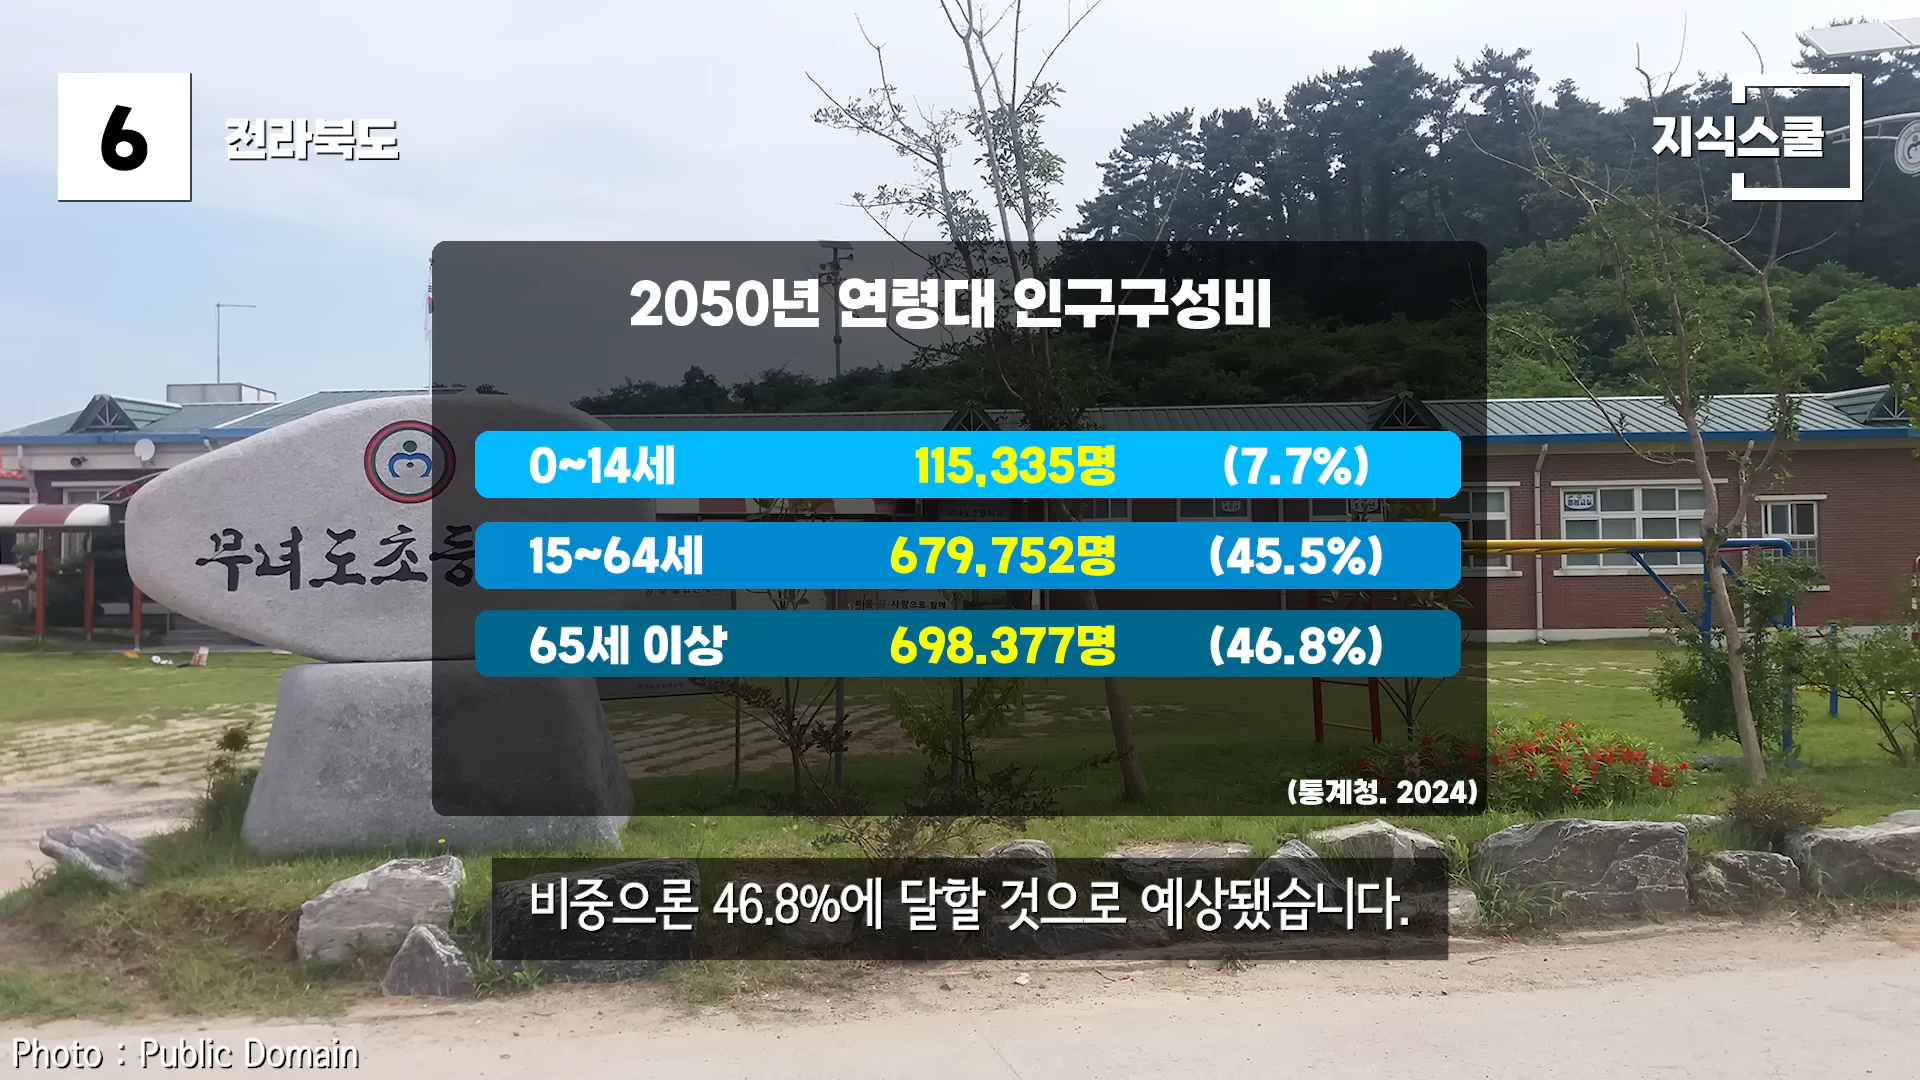 6
전라북도
지식스쿨
2050년 연령대 인구구성비
0~14세 115,335명 (7.7%)
15~64세 679,752명 (45.5%)
65세 이상 698.377명 (46.8%)
(통계청. 2024)
무녀도초등
비중으론 46.8%에 달할 것으로 예상됐습니다.
Photo : Public Domain